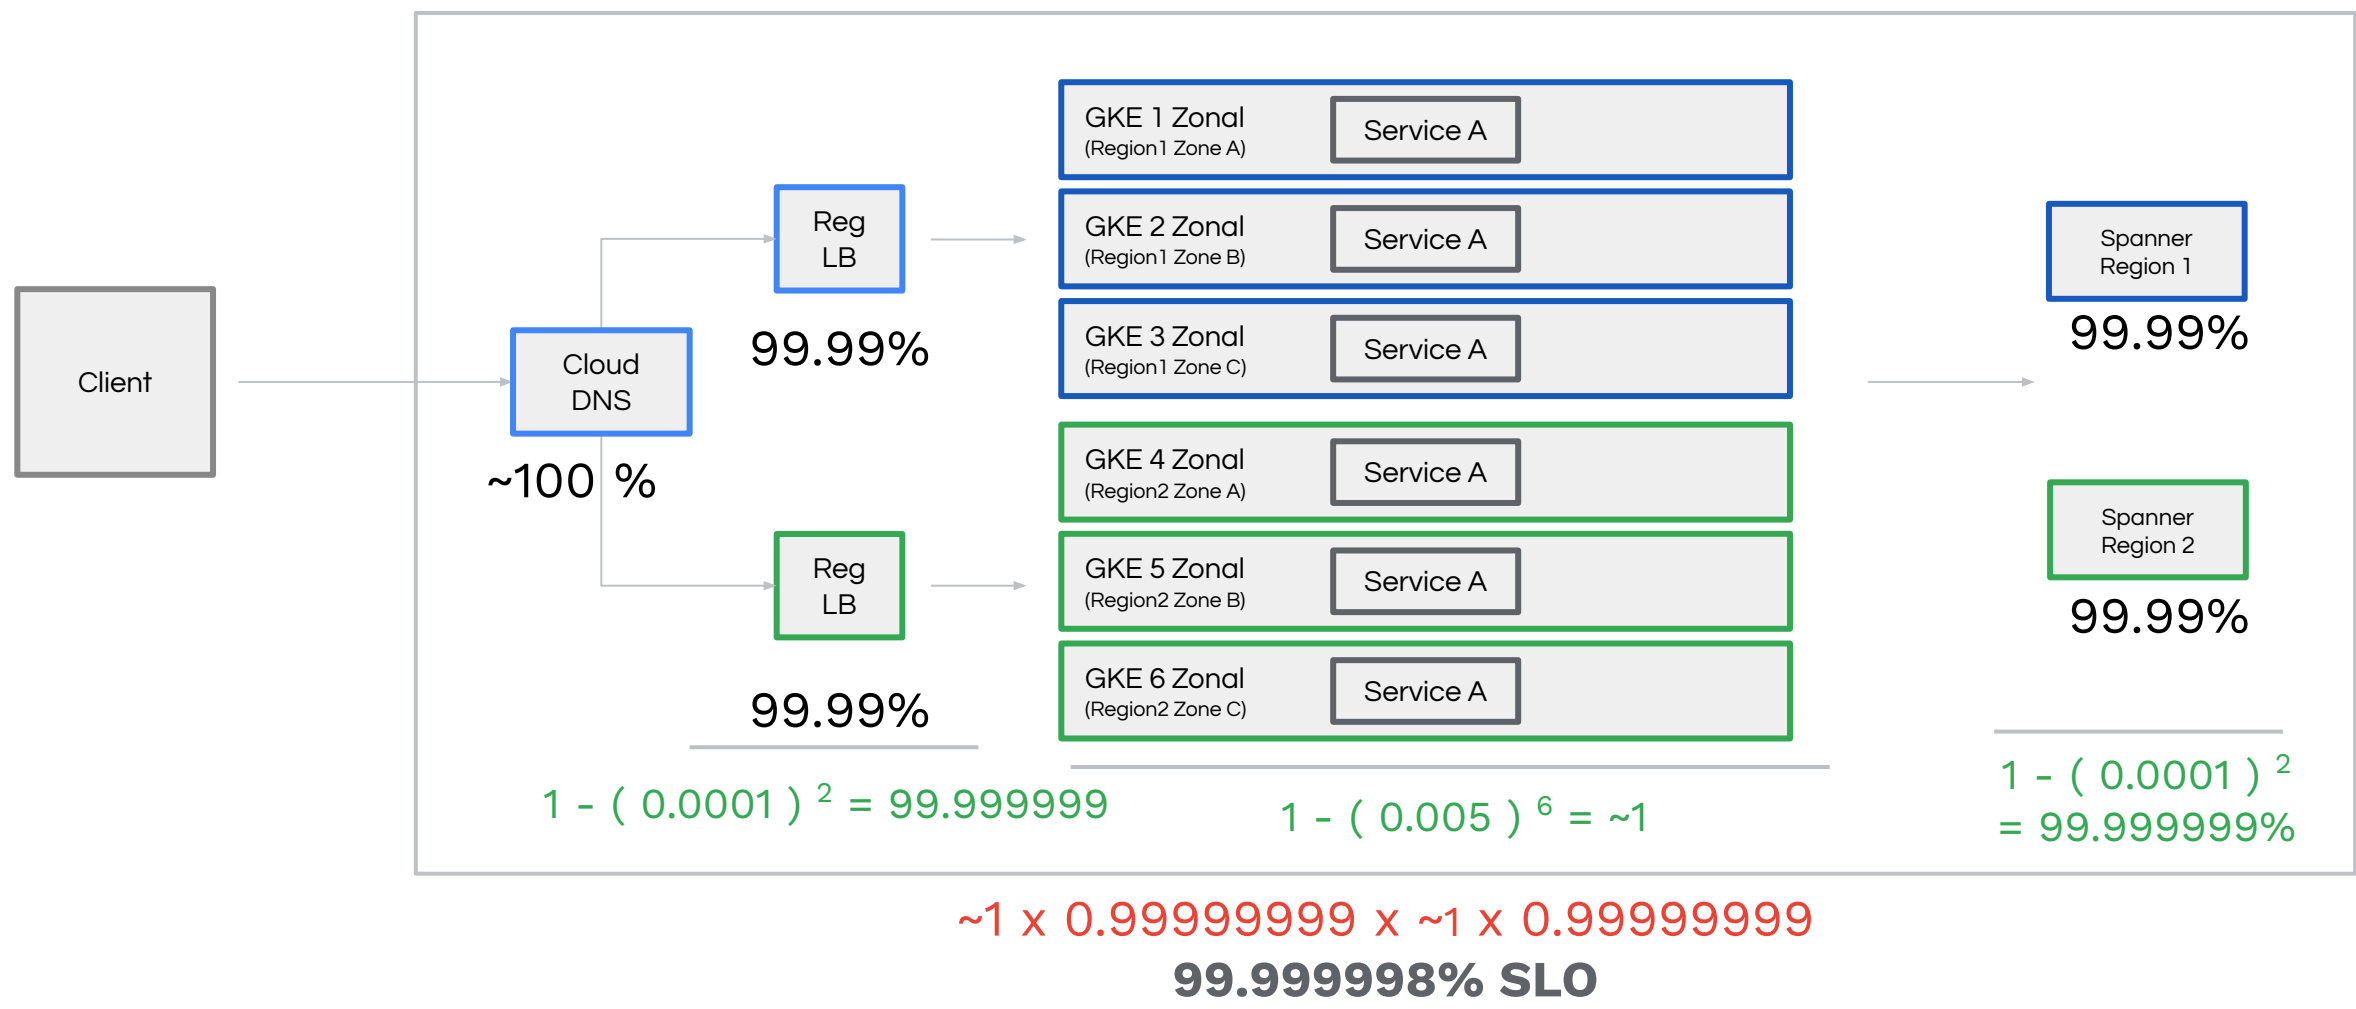 Client
Cloud
DNS
~100 %
Reg
LB
99.99%
Reg
LB
99.99%
1 - ( 0.0001 ) 2 = 99.999999
GKE 1 Zonal
(Region1 Zone A)
Service A
GKE 2 Zonal
(Region1 Zone B)
Service A
GKE 3 Zonal
(Region1 Zone C)
Service A
GKE 4 Zonal
(Region2 Zone A)
Service A
GKE 5 Zonal
(Region2 Zone B)
Service A
GKE 6 Zonal
(Region2 Zone C)
Service A
1 - ( 0.005 ) 6 = ~1
Spanner
Region 1
99.99%
Spanner
Region 2
99.99%
1 - ( 0.0001 ) 2
= 99.999999%
~1 x 0.99999999 x ~1 x 0.99999999
99.999998% SLO